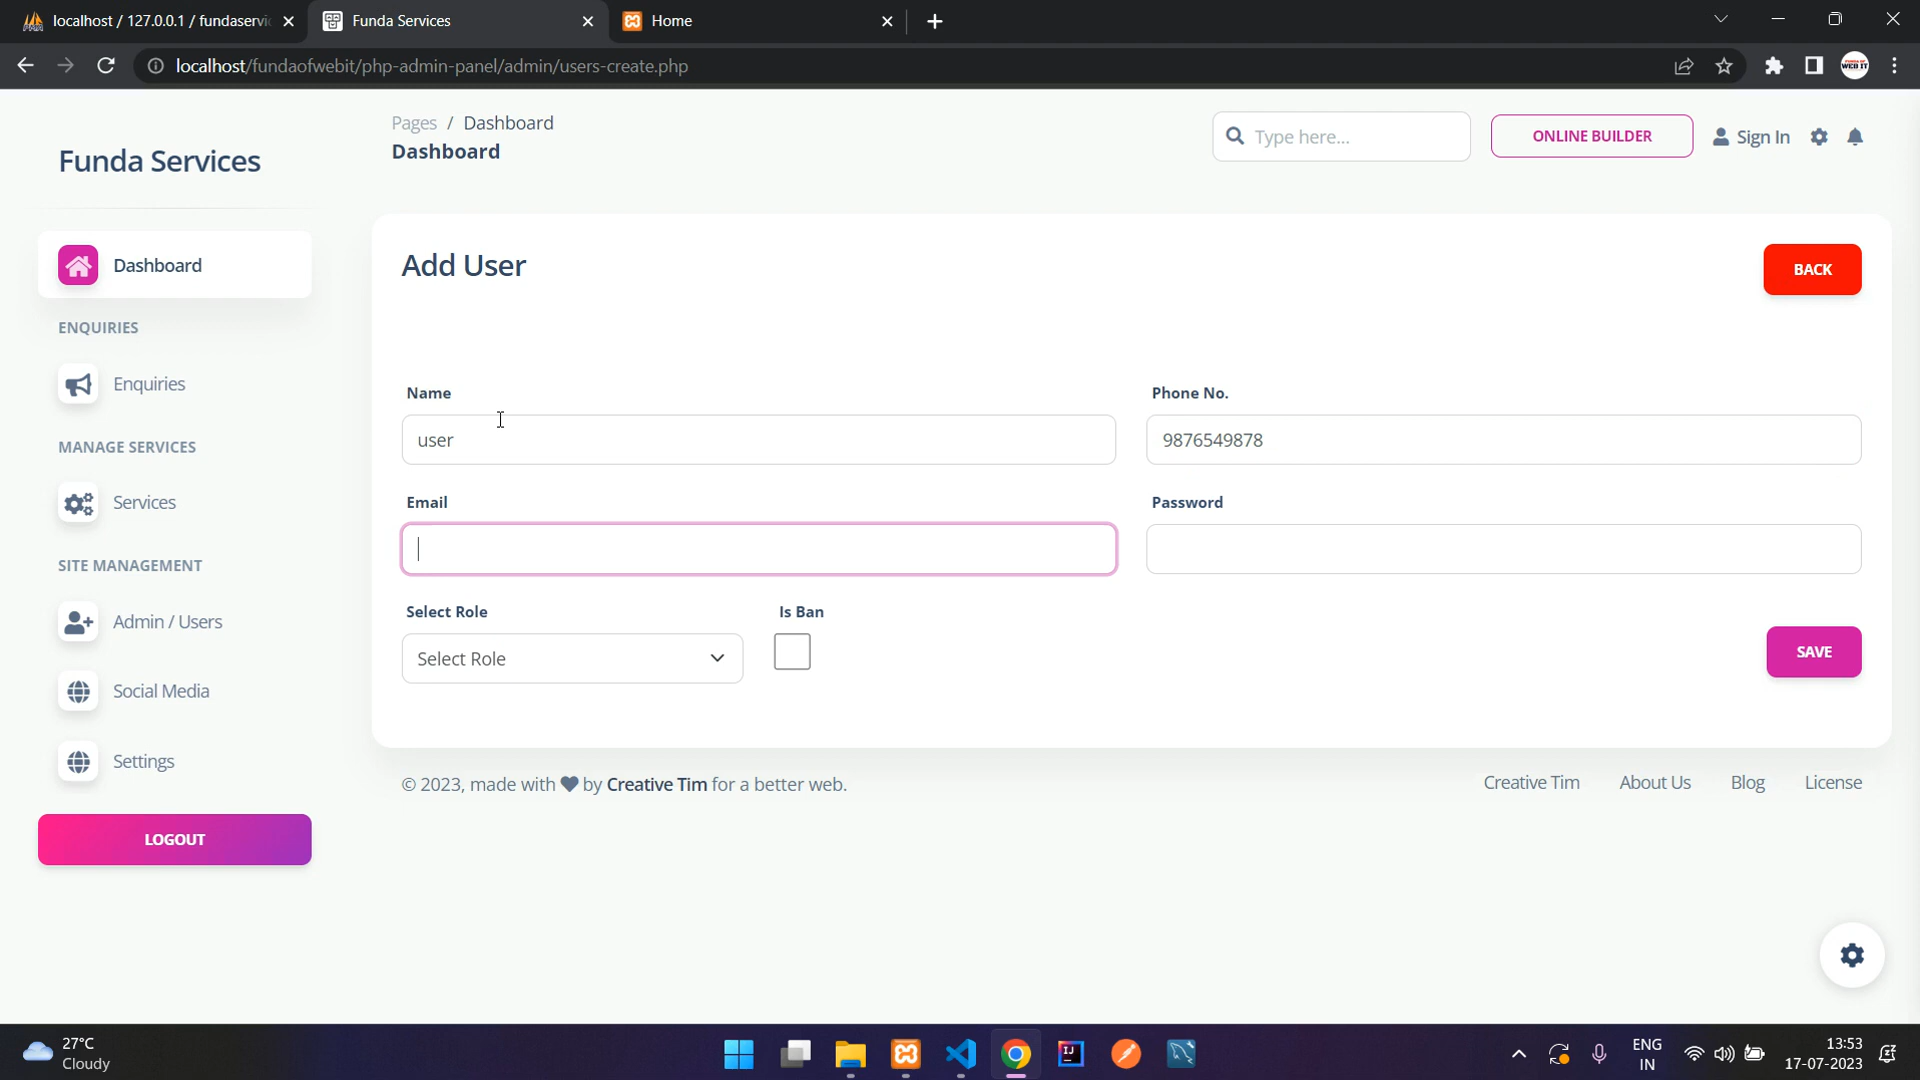 localhost / 127.0.0.1 / fundaservi
Funda Services
Home
localhost/fundaofwebit/php-admin-panel/admin/users-create.php
Funda Services
Pages / Dashboard
Dashboard
Type here...
ONLINE BUILDER
Sign In
Dashboard
ENQUIRIES
Enquiries
MANAGE SERVICES
Services
SITE MANAGEMENT
Admin / Users
Social Media
Settings
LOGOUT
Add User
BACK
Name
Phone No.
user
9876549878
Email
Password
Select Role
Is Ban
Select Role
SAVE
© 2023, made with by Creative Tim for a better web.
Creative Tim
About Us
Blog
License
27°C
Cloudy
ENG
IN
13:53
17-07-2023